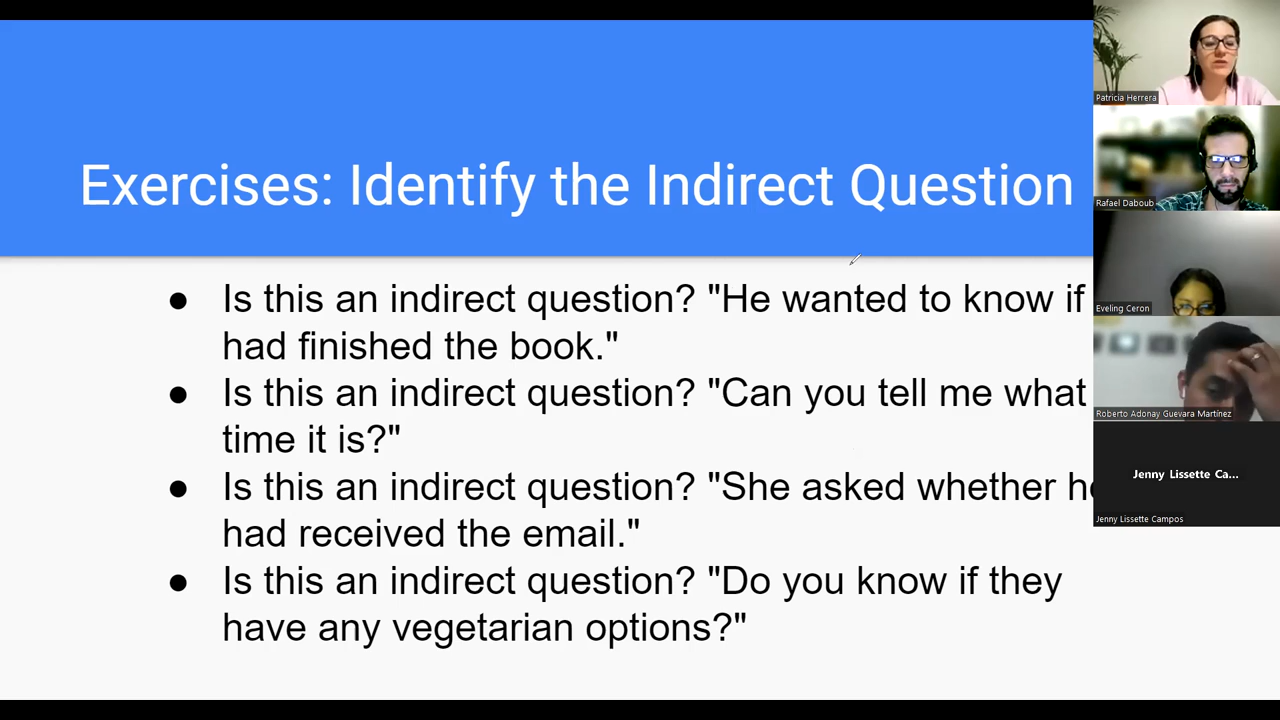 Exercises: Identify the Indirect Question
● Is this an indirect question? "He wanted to know if
had finished the book."
● Is this an indirect question? "Can you tell me what
time it is?"
● Is this an indirect question? "She asked whether
had received the email."
● Is this an indirect question? "Do you know if they
have any vegetarian options?"
Patricia Herrera
Rafael Daboub
Eveling Ceron
Roberto Adonay Guevara Martínez
Jenny Lissette Ca...
Jenny Lissette Campos